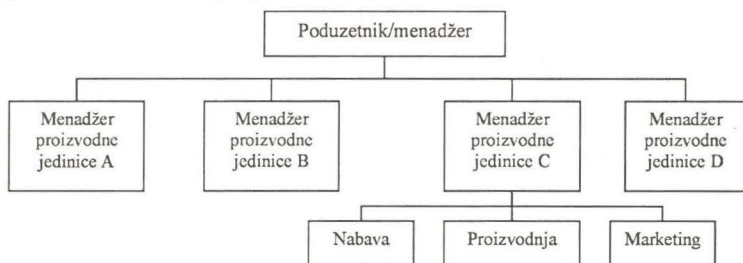 Poduzetnik/menadžer
Menadžer
proizvodne
jedinice A
Menadžer
proizvodne
jedinice B
Menadžer
proizvodne
jedinice C
Menadžer
proizvodne
jedinice D
Nabava
Proizvodnja
Marketing